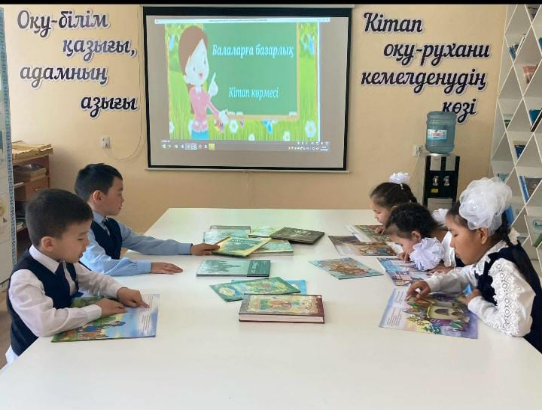 Оқу-білім
қазығы,
адамның
азығы
Балаларға базарлық
Кітап көрмесі
Кітап
оқу-рухани
кемелденудің
көзі